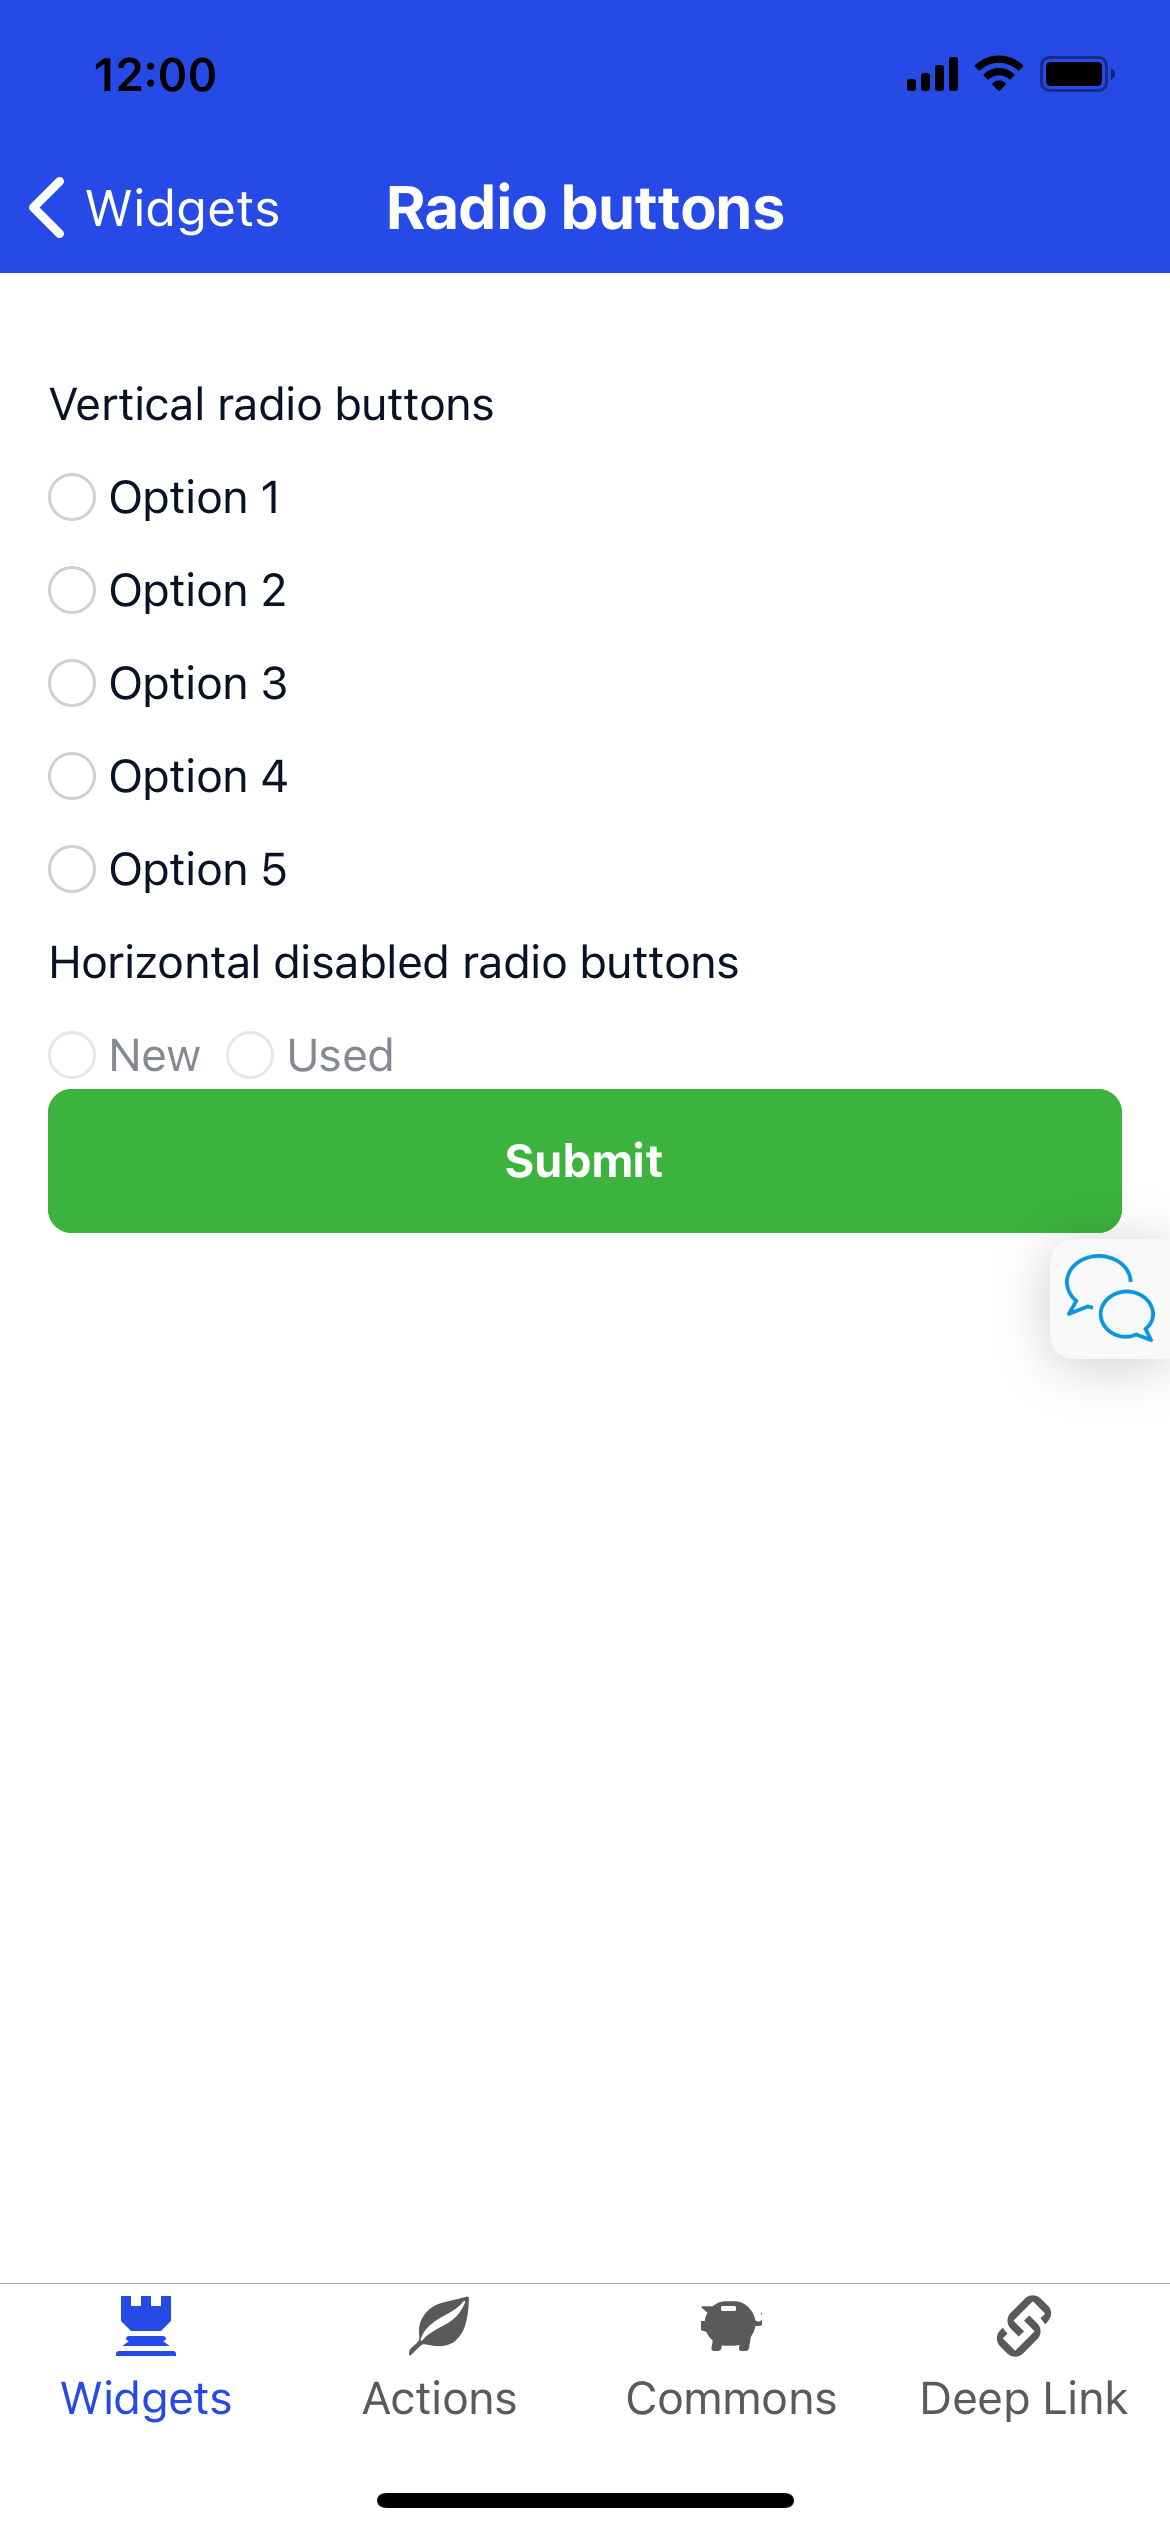 12:00
Widgets
Radio buttons
Vertical radio buttons
Option 1
Option 2
Option 3
Option 4
Option 5
Horizontal disabled radio buttons
New Used
Submit
Widgets Actions Commons Deep Link